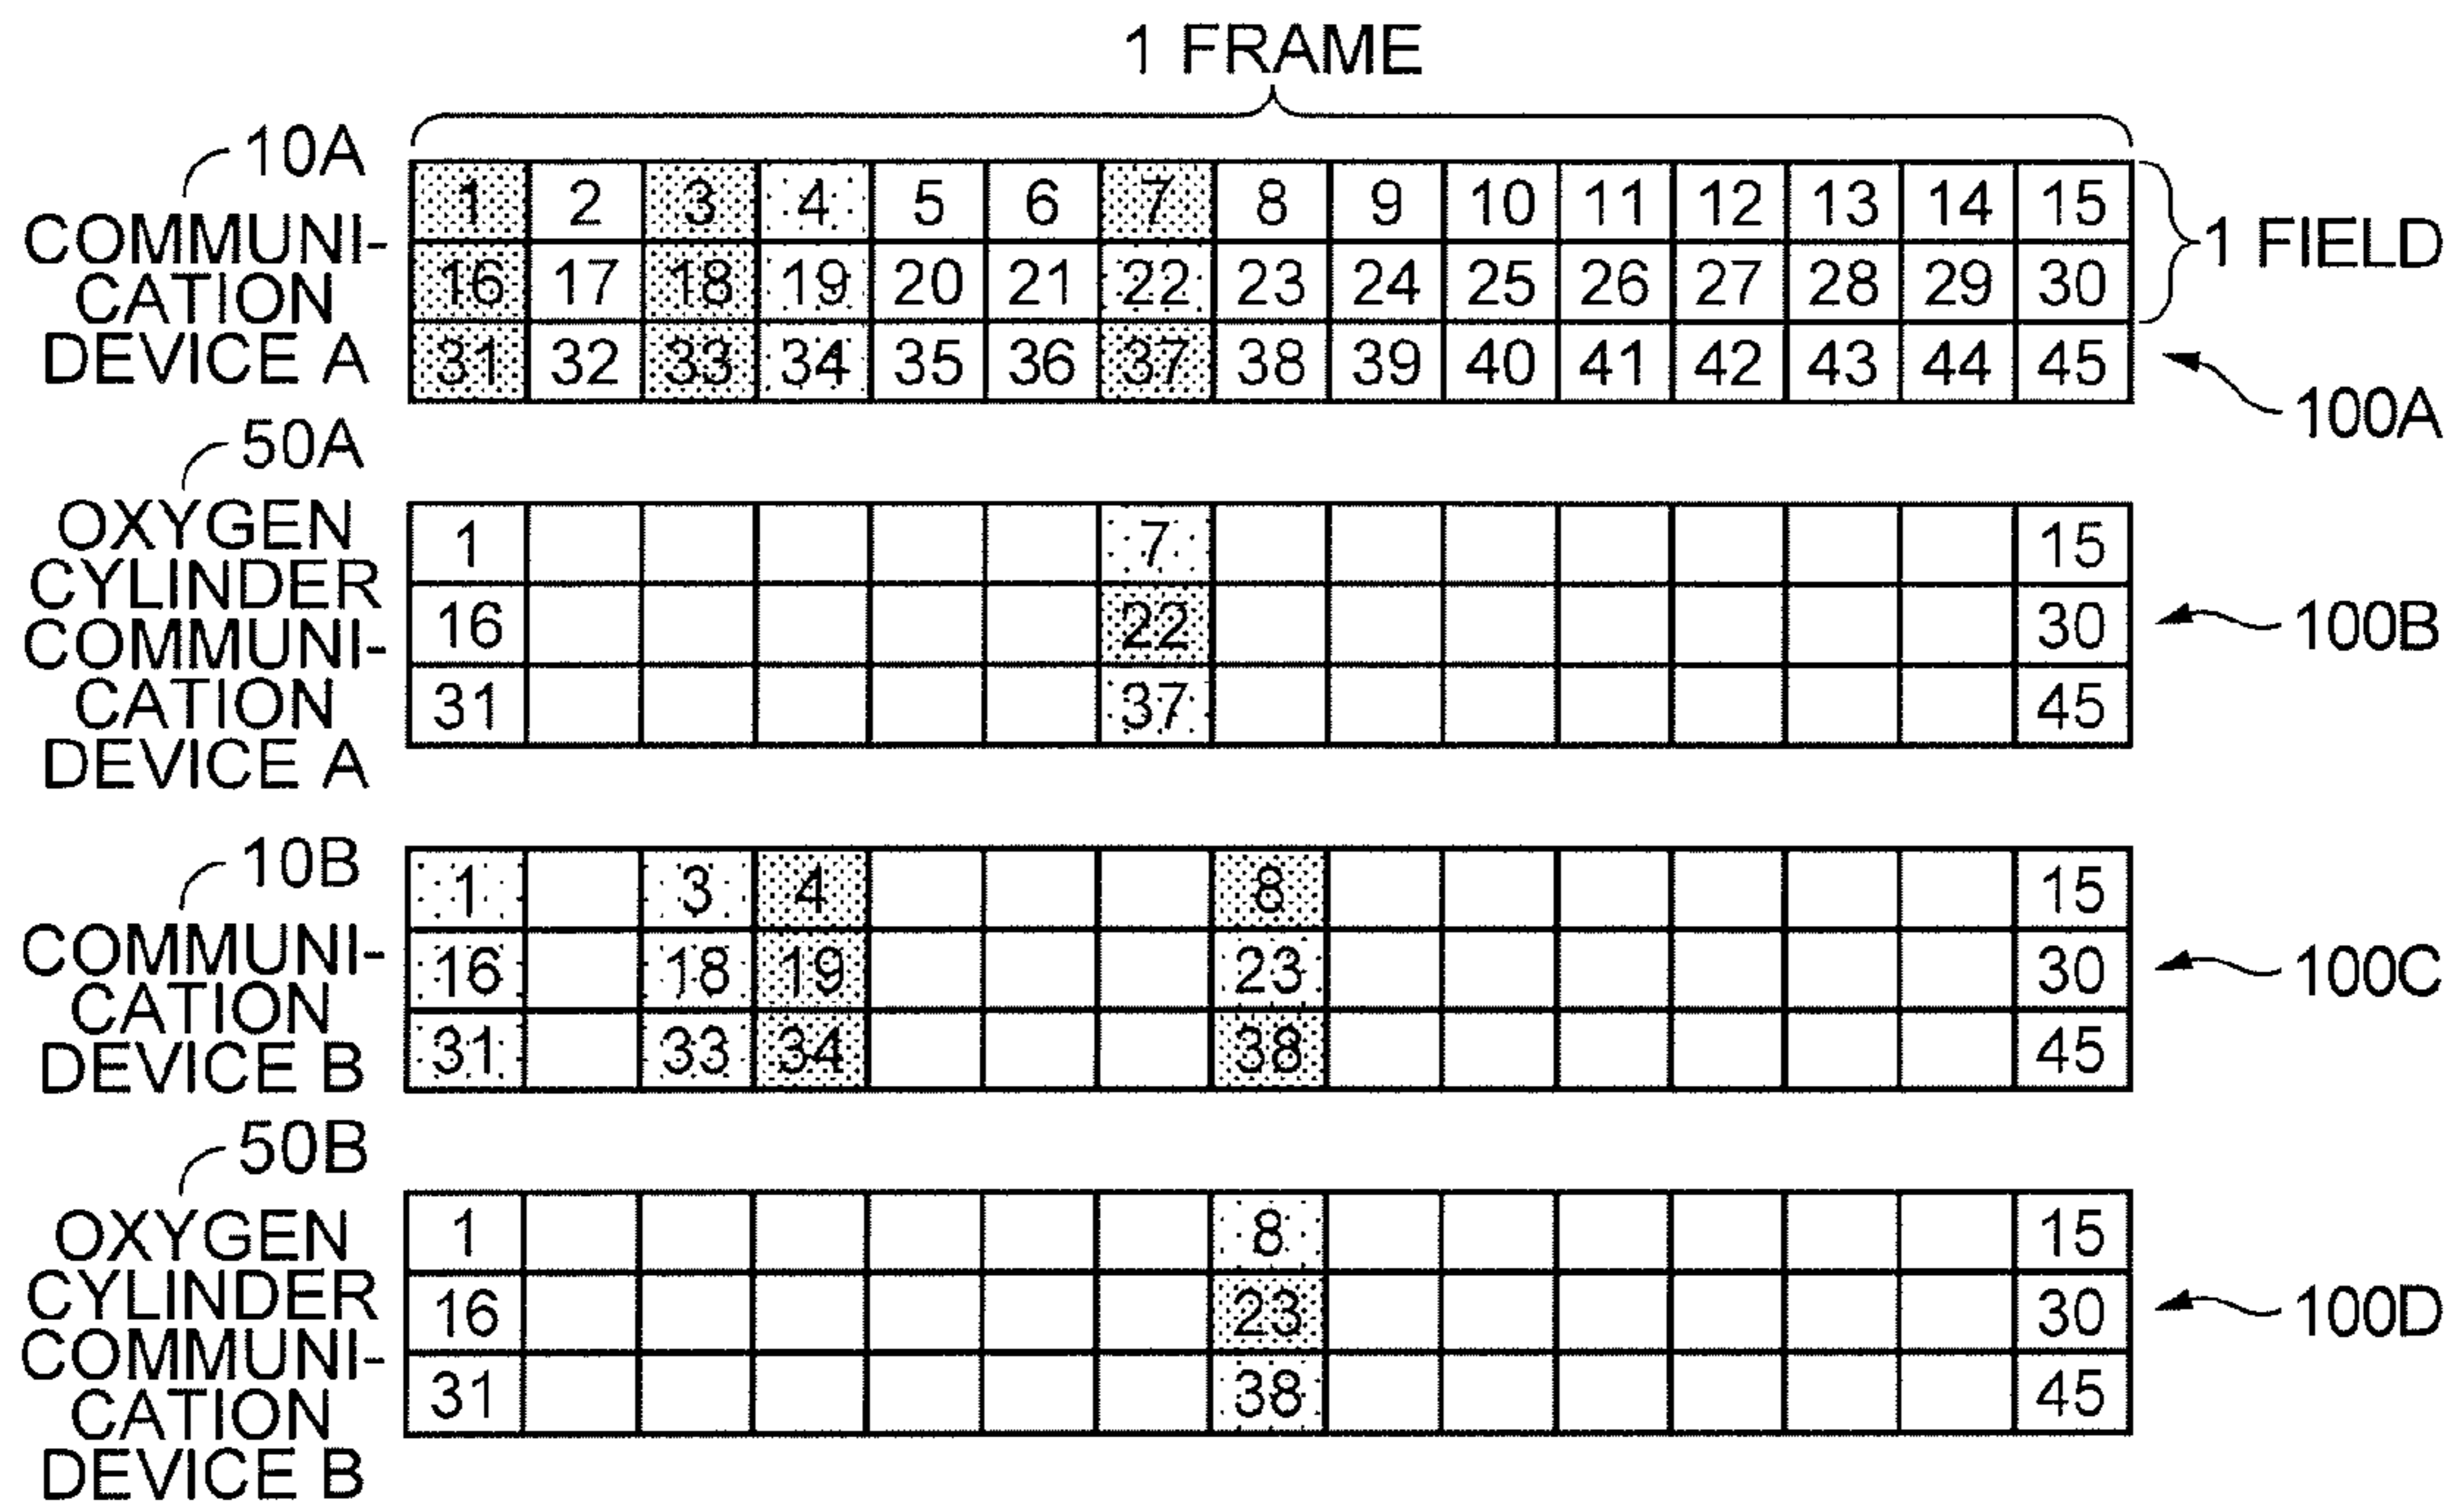 1 FRAME
10A
COMMUNI-
CATION
DEVICE A
1 2 3 4 5 6 7 8 9 10 11 12 13 14 15
16 17 18 19 20 21 22 23 24 25 26 27 28 29 30
31 32 33 34 35 36 37 38 39 40 41 42 43 44 45
1 FIELD
100A
50A
OXYGEN
CYLINDER
COMMUNI-
CATION
DEVICE A
1 7 15
16 22 30
31 37 45
100B
10B
COMMUNI-
CATION
DEVICE B
1 3 4 8 15
16 18 19 23 30
31 33 34 38 45
100C
50B
OXYGEN
CYLINDER
COMMUNI-
CATION
DEVICE B
1 8 15
16 23 30
31 38 45
100D